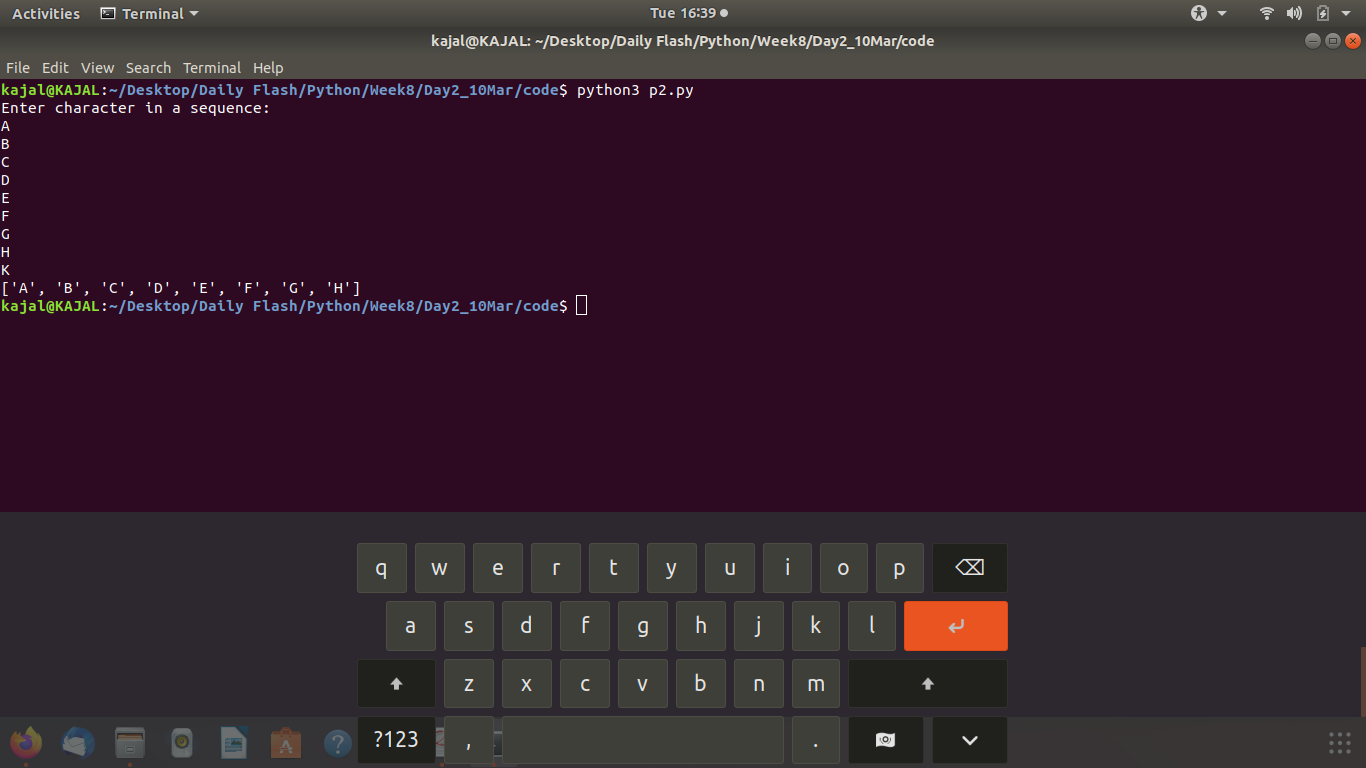 Activities Terminal Tue 16:39
kajal@KAJAL: ~/Desktop/Daily Flash/Python/Week8/Day2_10Mar/code
File Edit View Search Terminal Help
kajal@KAJAL:~/Desktop/Daily Flash/Python/Week8/Day2_10Mar/code$ python3 p2.py
Enter character in a sequence:
A
B
C
D
E
F
G
H
K
['A', 'B', 'C', 'D', 'E', 'F', 'G', 'H']
kajal@KAJAL:~/Desktop/Daily Flash/Python/Week8/Day2_10Mar/code$
q w e r t y u i o p
a s d f g h j k l
z x c v b n m
?123 , .